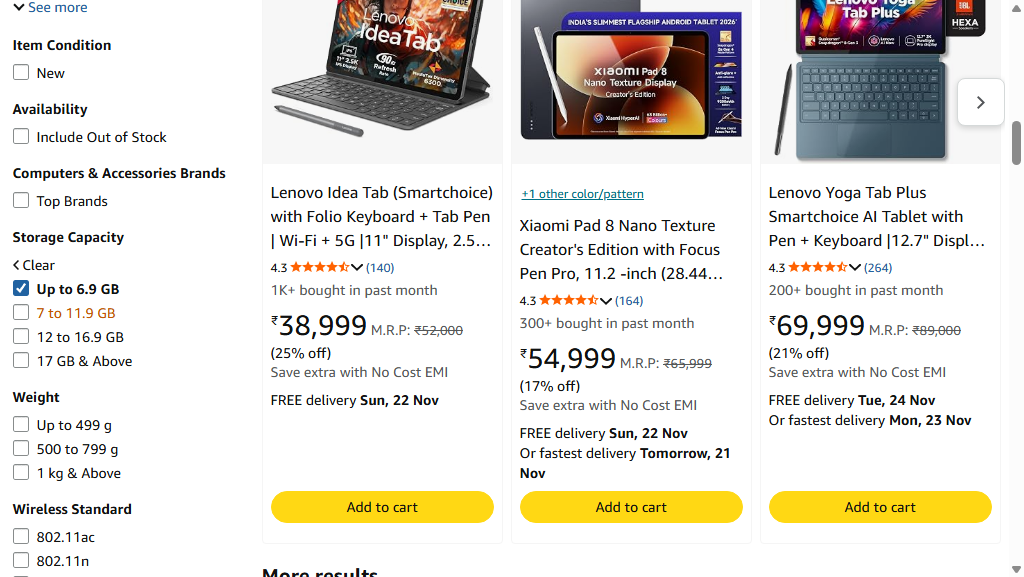 See more
Item Condition
New
Availability
Include Out of Stock
Computers & Accessories Brands
Top Brands
Storage Capacity
Clear
Up to 6.9 GB
7 to 11.9 GB
12 to 16.9 GB
17 GB & Above
Weight
Up to 499 g
500 to 799 g
1 kg & Above
Wireless Standard
802.11ac
802.11n
Lenovo
Idea Tab
11" 2.5K
90Hz
Refresh
Rate
Lenovo Idea Tab (Smartchoice)
with Folio Keyboard + Tab Pen
| Wi-Fi + 5G |11" Display, 2.5...
4.3 (140)
1K+ bought in past month
₹38,999 M.R.P: ₹52,000
(25% off)
Save extra with No Cost EMI
FREE delivery Sun, 22 Nov
Add to cart
INDIA'S SLIMMEST FLAGSHIP ANDROID TABLET 2026
xiaomi Pad 8
Nano Texture Display
Creator's Edition
Xiaomi HyperAI
+1 other color/pattern
Xiaomi Pad 8 Nano Texture
Creator's Edition with Focus
Pen Pro, 11.2 -inch (28.44...
4.3 (164)
300+ bought in past month
₹54,999 M.R.P: ₹65,999
(17% off)
Save extra with No Cost EMI
FREE delivery Sun, 22 Nov
Or fastest delivery Tomorrow, 21
Nov
Add to cart
Lenovo Yoga
Tab Plus
JBL
HEXA
Lenovo Yoga Tab Plus
Smartchoice AI Tablet with
Pen + Keyboard |12.7" Displ...
4.3 (264)
200+ bought in past month
₹69,999 M.R.P: ₹89,000
(21% off)
Save extra with No Cost EMI
FREE delivery Tue, 24 Nov
Or fastest delivery Mon, 23 Nov
Add to cart
More results